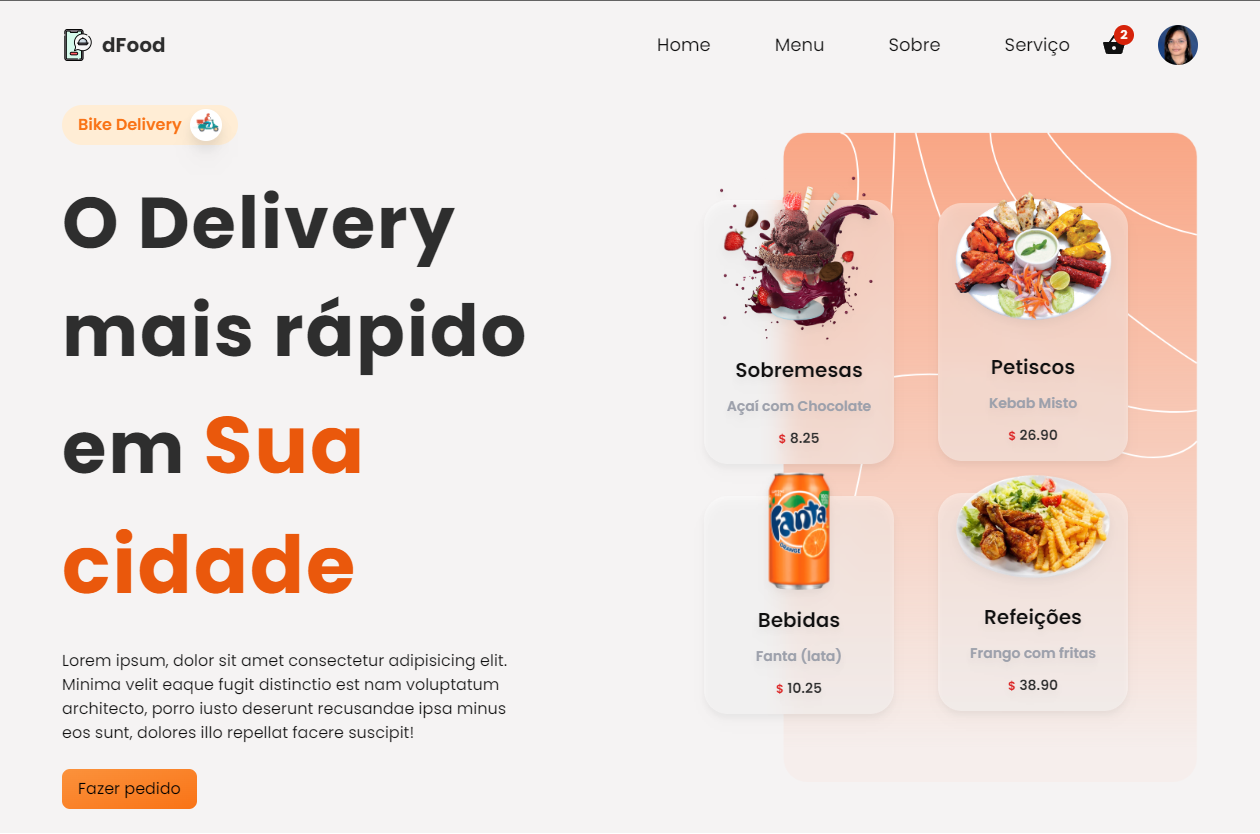 dFood
Home
Menu
Sobre
Serviço
2
Bike Delivery
O Delivery
mais rápido
em Sua
cidade
Lorem ipsum, dolor sit amet consectetur adipisicing elit.
Minima velit eaque fugit distinctio est nam voluptatum
architecto, porro iusto deserunt recusandae ipsa minus
eos sunt, dolores illo repellat facere suscipit!
Fazer pedido
Sobremesas
Açaí com Chocolate
$ 8.25
Petiscos
Kebab Misto
$ 26.90
Fanta
ORANGE
Bebidas
Fanta (lata)
$ 10.25
Refeições
Frango com fritas
$ 38.90